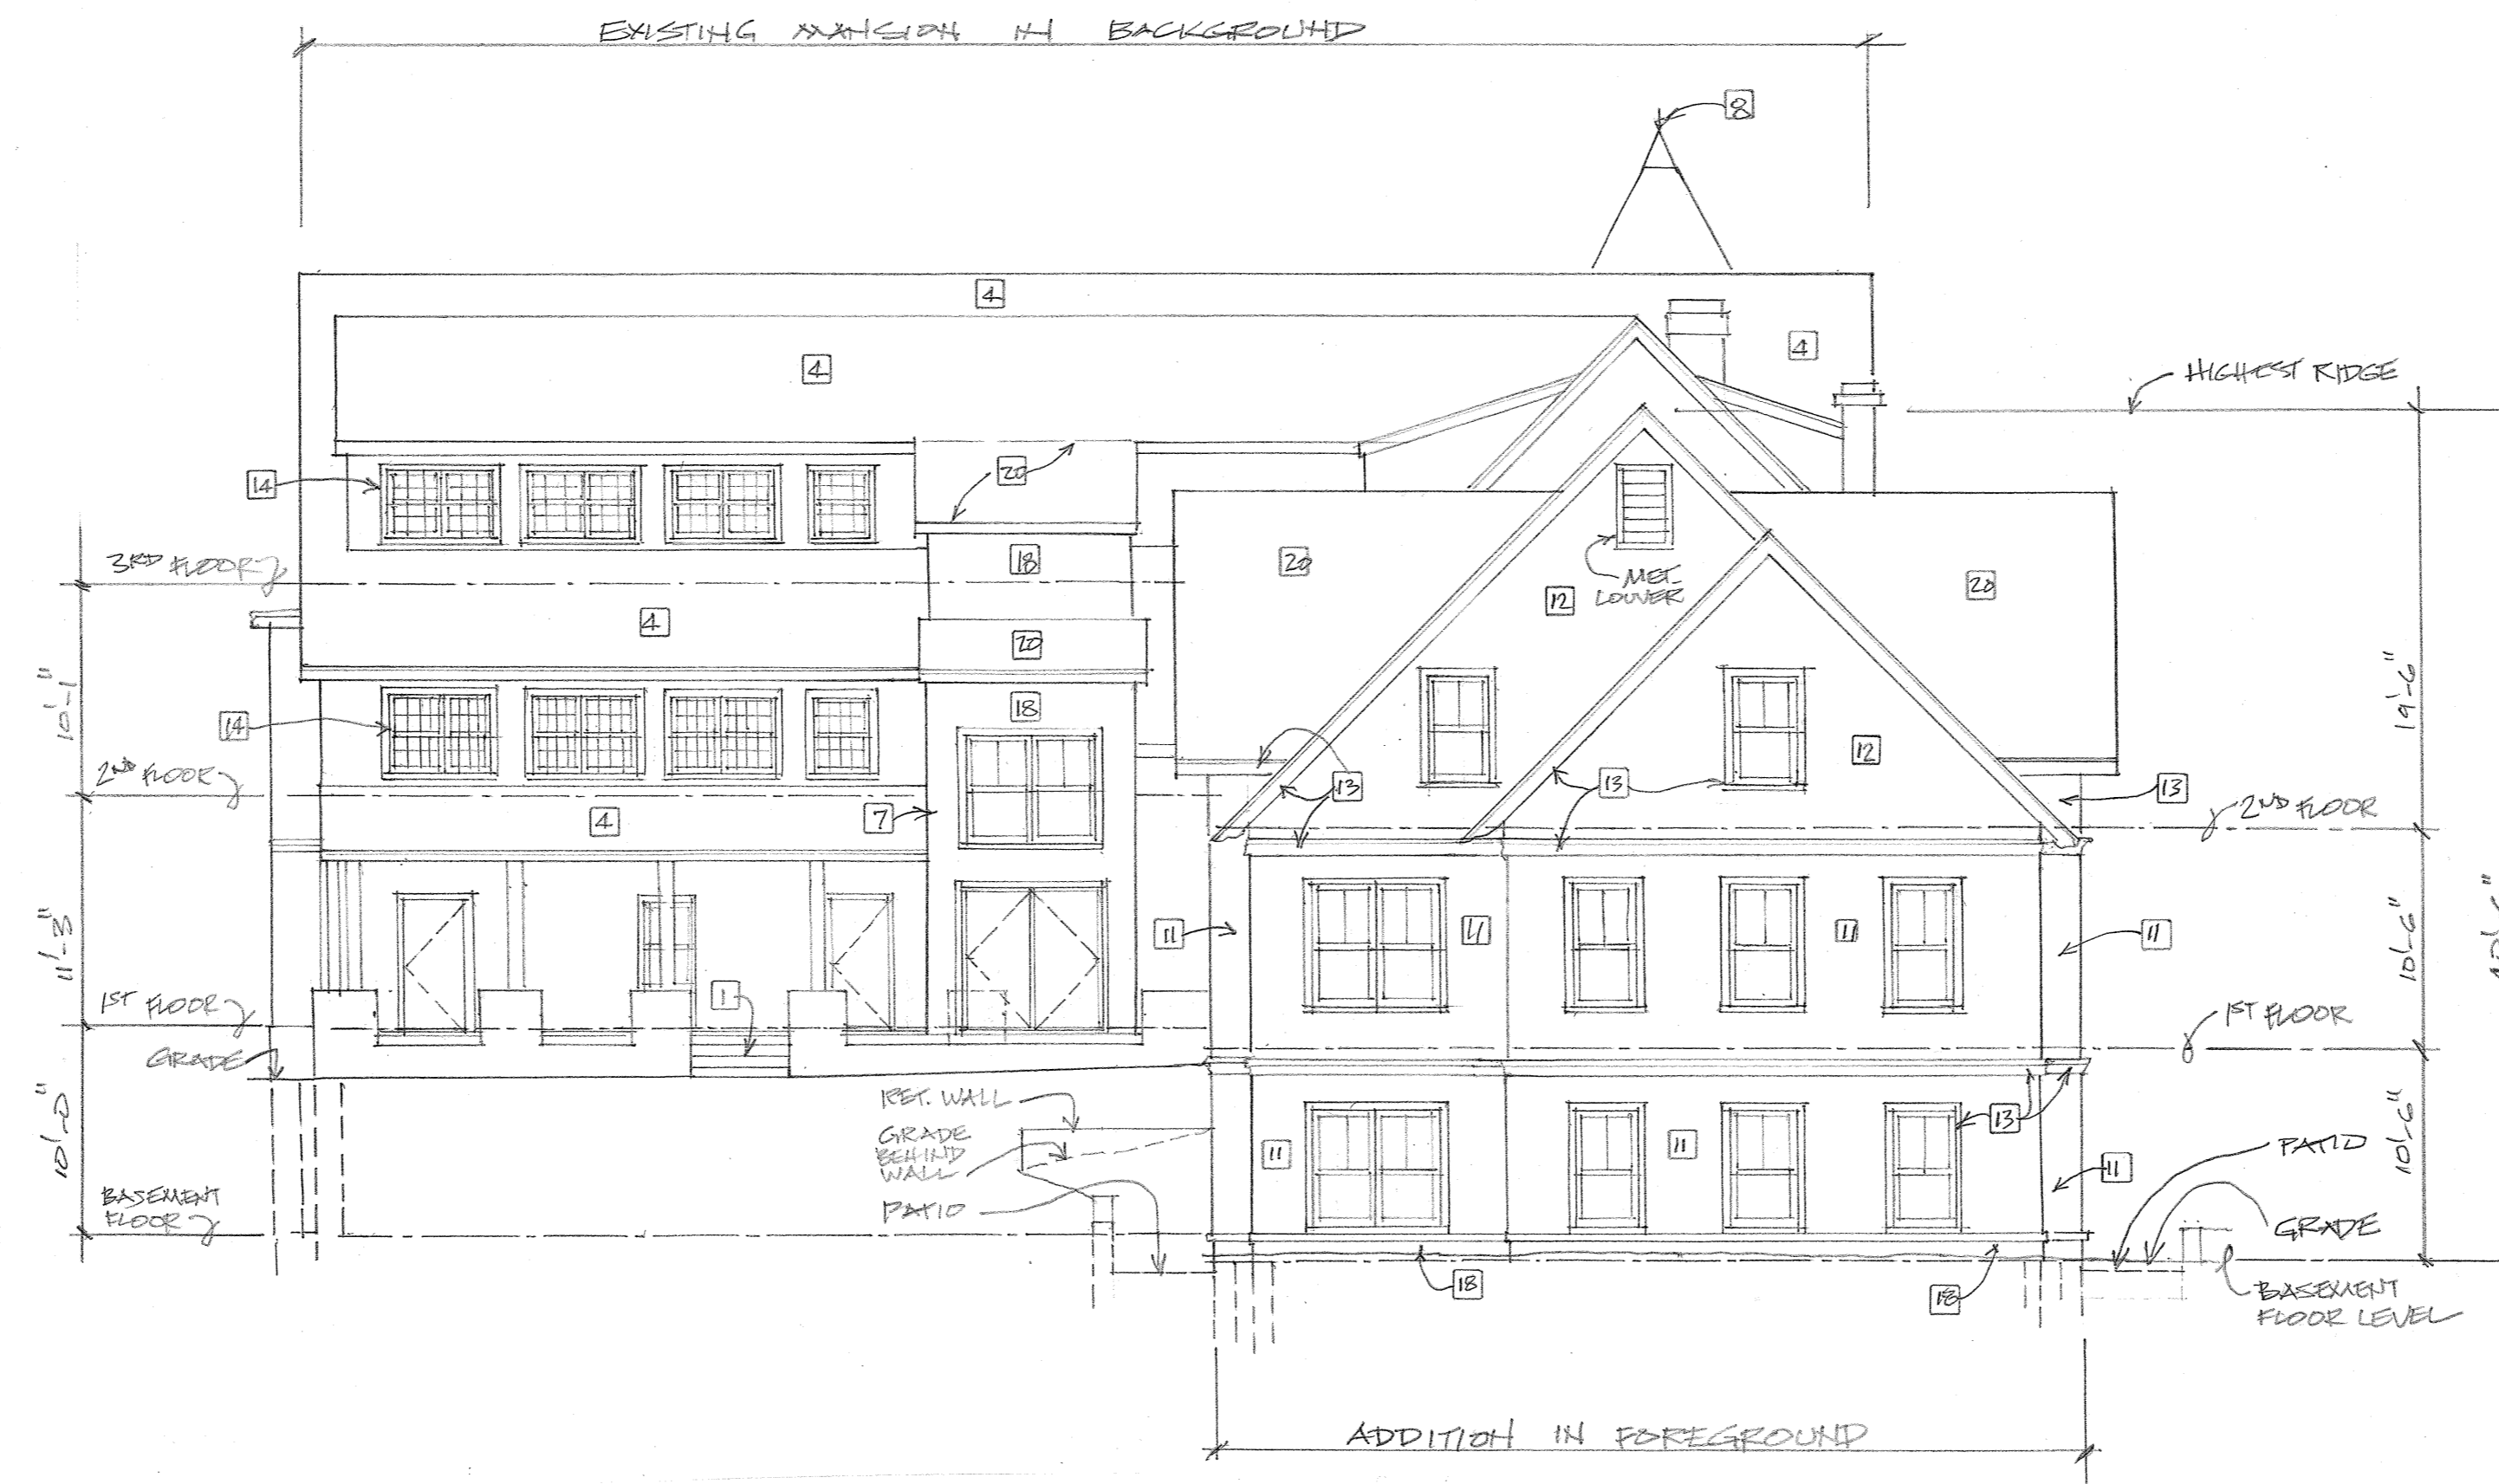 EXISTING MANSION IN BACKGROUND
8
4
4
4
HIGHEST RIDGE
14
20
3RD FLOOR
18
20
MET.
LOUVER
12
20
4
20
10'-1"
19'-6"
14
18
12
2ND FLOOR
13
13
13
2ND FLOOR
4
7
11'-3"
11
11
11
11
10'-6"
1ST FLOOR
1
1ST FLOOR
GRADE
RET. WALL
GRADE
BEHIND
WALL
PATIO
10'-0"
11
11
13
11
10'-6"
PATIO
BASEMENT
FLOOR
GRADE
18
18
BASEMENT
FLOOR LEVEL
ADDITION IN FOREGROUND